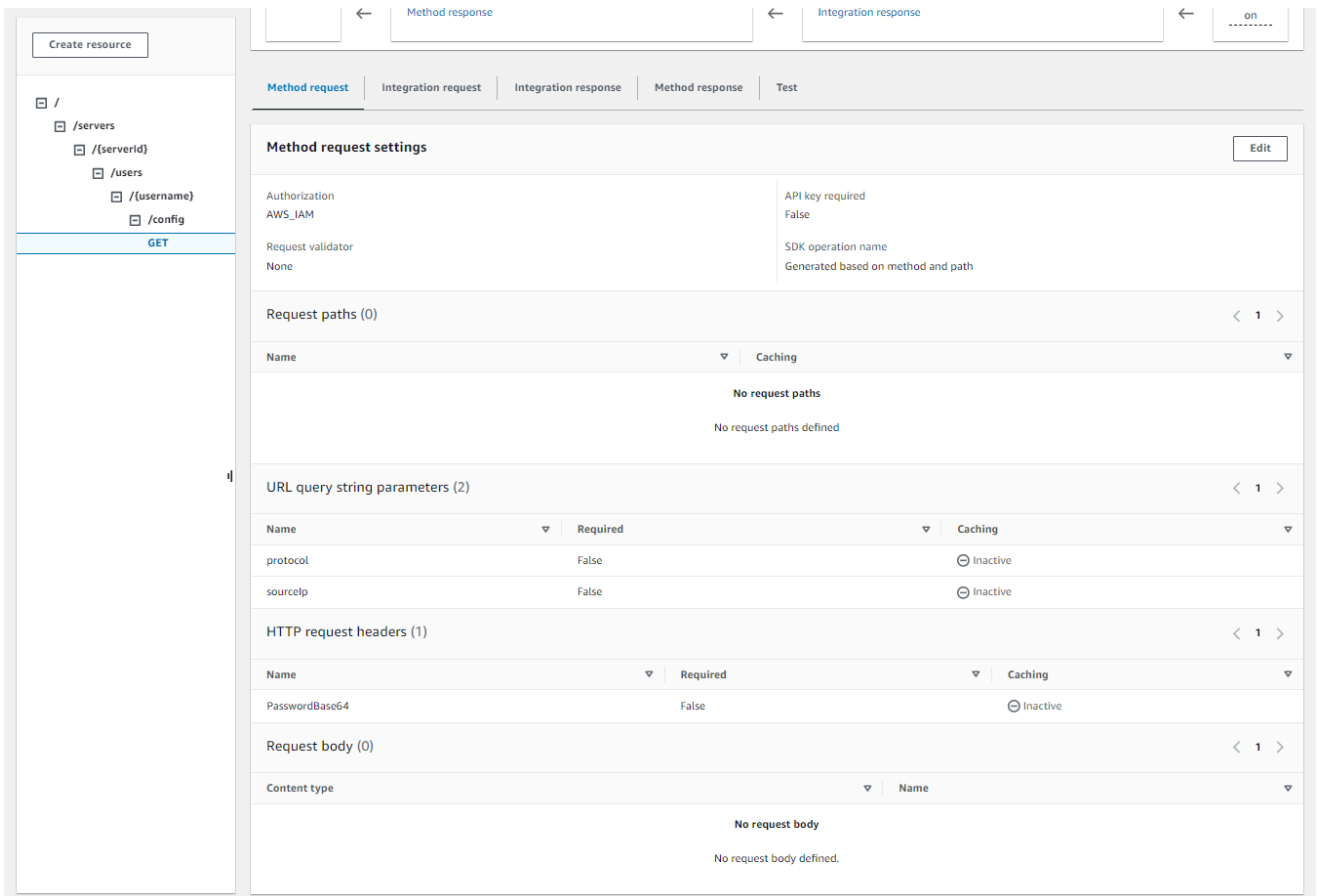 Method response
Integration response
on
Create resource
/
/servers
/{serverId}
/users
/{username}
/config
GET
Method request
Integration request
Integration response
Method response
Test
Method request settings
Edit
Authorization
AWS_IAM
API key required
False
Request validator
None
SDK operation name
Generated based on method and path
Request paths (0)
1
Name
Caching
No request paths
No request paths defined
URL query string parameters (2)
1
Name
Required
Caching
protocol
False
Inactive
sourceIp
False
Inactive
HTTP request headers (1)
1
Name
Required
Caching
PasswordBase64
False
Inactive
Request body (0)
1
Content type
Name
No request body
No request body defined.